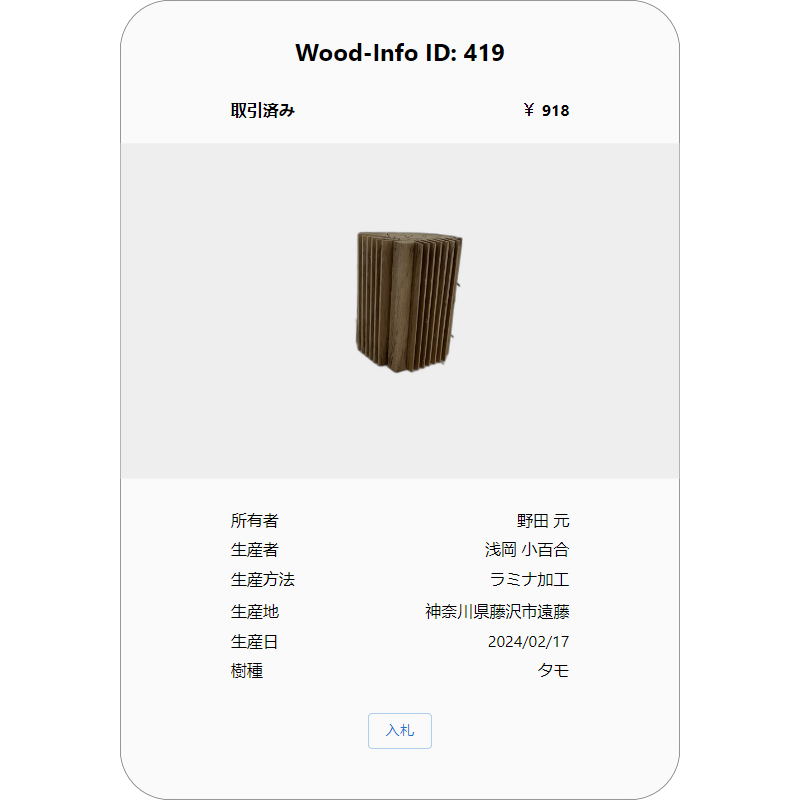 Wood-Info ID: 419
取引済み ￥ 918
所有者 野田 元
生産者 浅岡 小百合
生産方法 ラミナ加工
生産地 神奈川県藤沢市遠藤
生産日 2024/02/17
樹種 タモ
入札